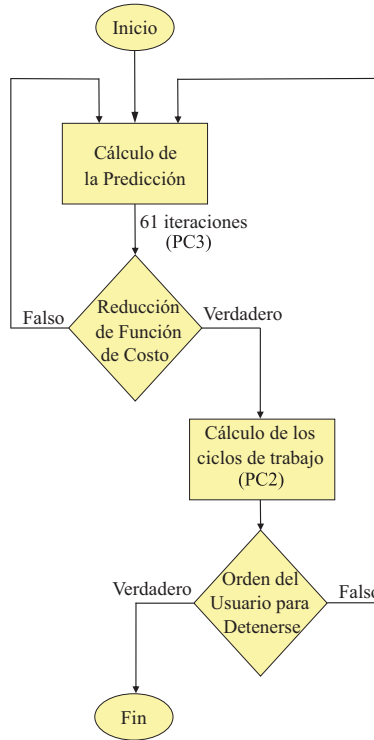 Inicio
Cálculo de
la Predicción
61 iteraciones
(PC3)
Falso
Reducción
de Función
de Costo
Verdadero
Cálculo de los
ciclos de trabajo
(PC2)
Verdadero
Orden del
Usuario para
Detenerse
Falso
Fin